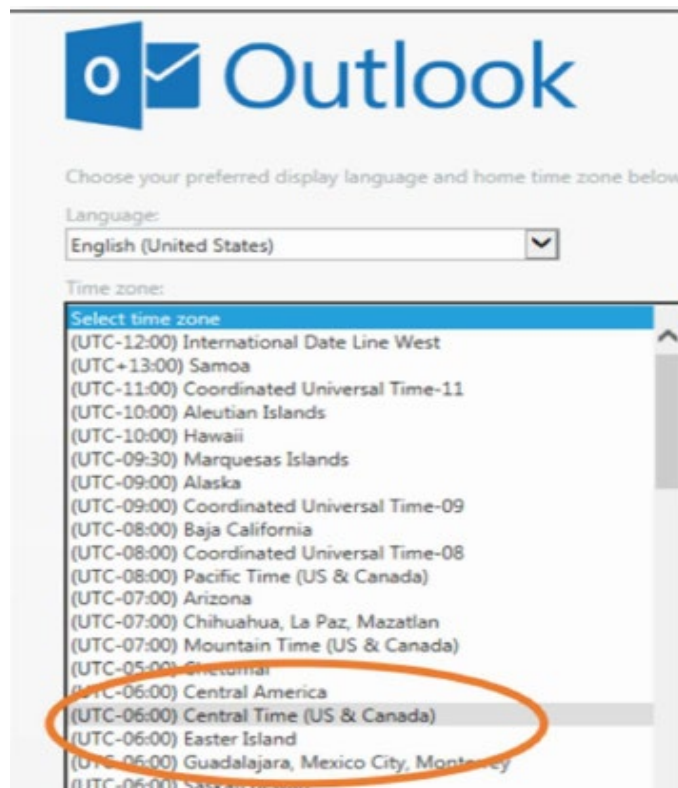 o
Outlook
Choose your preferred display language and home time zone below
Language:
English (United States)
Time zone:
Select time zone
(UTC-12:00) International Date Line West
(UTC+13:00) Samoa
(UTC-11:00) Coordinated Universal Time-11
(UTC-10:00) Aleutian Islands
(UTC-10:00) Hawaii
(UTC-09:30) Marquesas Islands
(UTC-09:00) Alaska
(UTC-09:00) Coordinated Universal Time-09
(UTC-08:00) Baja California
(UTC-08:00) Coordinated Universal Time-08
(UTC-08:00) Pacific Time (US & Canada)
(UTC-07:00) Arizona
(UTC-07:00) Chihuahua, La Paz, Mazatlan
(UTC-07:00) Mountain Time (US & Canada)
(UTC-05:00) Chetumal
(UTC-06:00) Central America
(UTC-06:00) Central Time (US & Canada)
(UTC-06:00) Easter Island
(UTC-06:00) Guadalajara, Mexico City, Monterrey
(UTC-06:00)